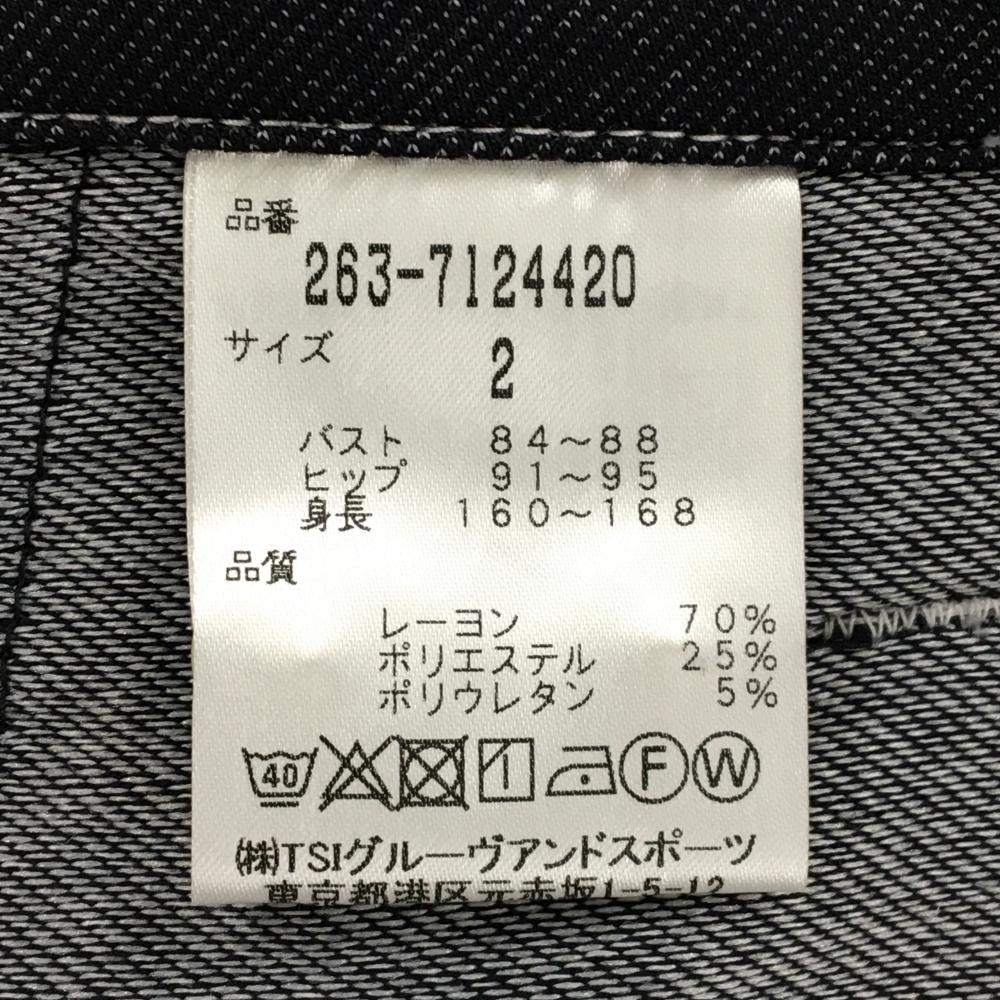 品番
263-7124420
サイズ 2
バスト 84～88
ヒップ 91～95
身長 160～168
品質
レーヨン 70%
ポリエステル 25%
ポリウレタン 5%
40 F W
㈱TSIグルーヴアンドスポーツ
東京都港区元赤坂1-5-12